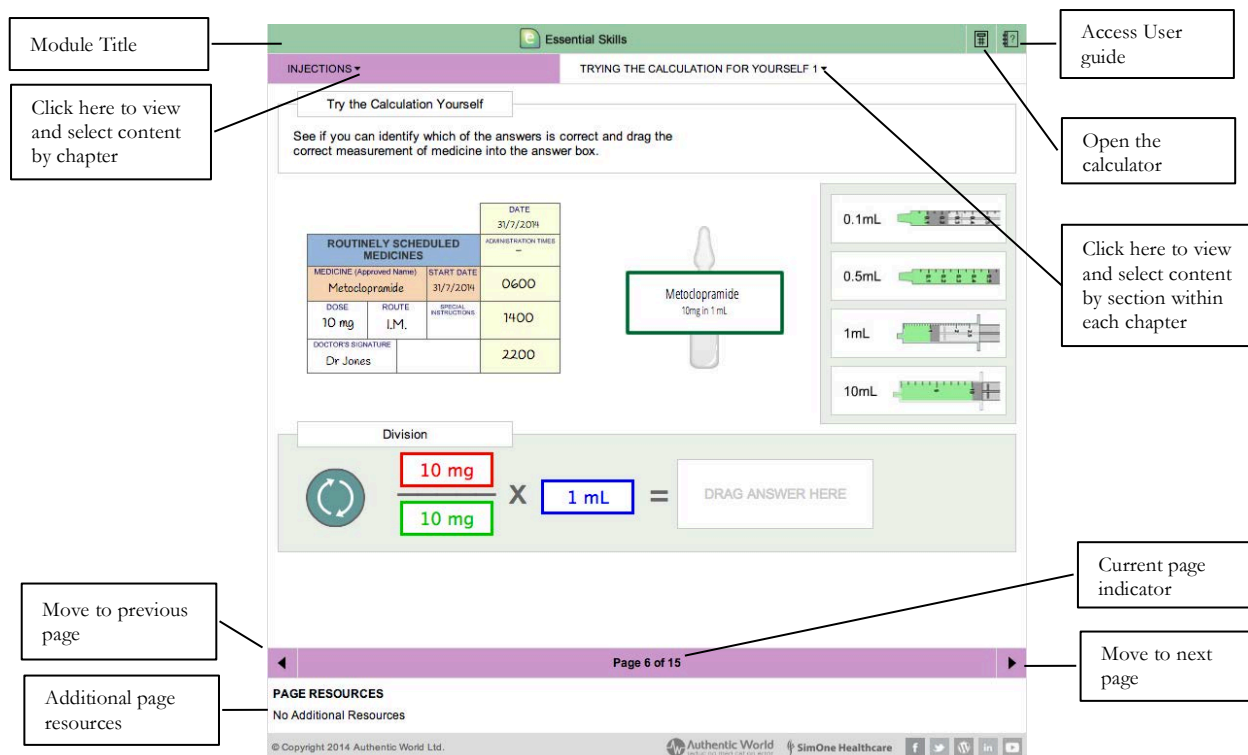 Module Title
Click here to view
and select content
by chapter
Essential Skills
Access User
guide
Open the
calculator
INJECTIONS
TRYING THE CALCULATION FOR YOURSELF 1
Try the Calculation Yourself
See if you can identify which of the answers is correct and drag the
correct measurement of medicine into the answer box.
DATE
31/7/2014
ROUTINELY SCHEDULED
MEDICINES
ADMINISTRATION TIMES
–
MEDICINE (Approved Name)
Metoclopramide
START DATE
31/7/2014
0600
DOSE
10 mg
ROUTE
I.M.
SPECIAL
INSTRUCTIONS
1400
DOCTOR'S SIGNATURE
Dr Jones
2200
Metoclopramide
10mg in 1 mL
0.1mL
0.5mL
1mL
10mL
Click here to view
and select content
by section within
each chapter
Division
10 mg
10 mg
X
1 mL
=
DRAG ANSWER HERE
Current page
indicator
Move to previous
page
Page 6 of 15
Move to next
page
Additional page
resources
PAGE RESOURCES
No Additional Resources
© Copyright 2014 Authentic World Ltd.
Authentic World
SimOne Healthcare